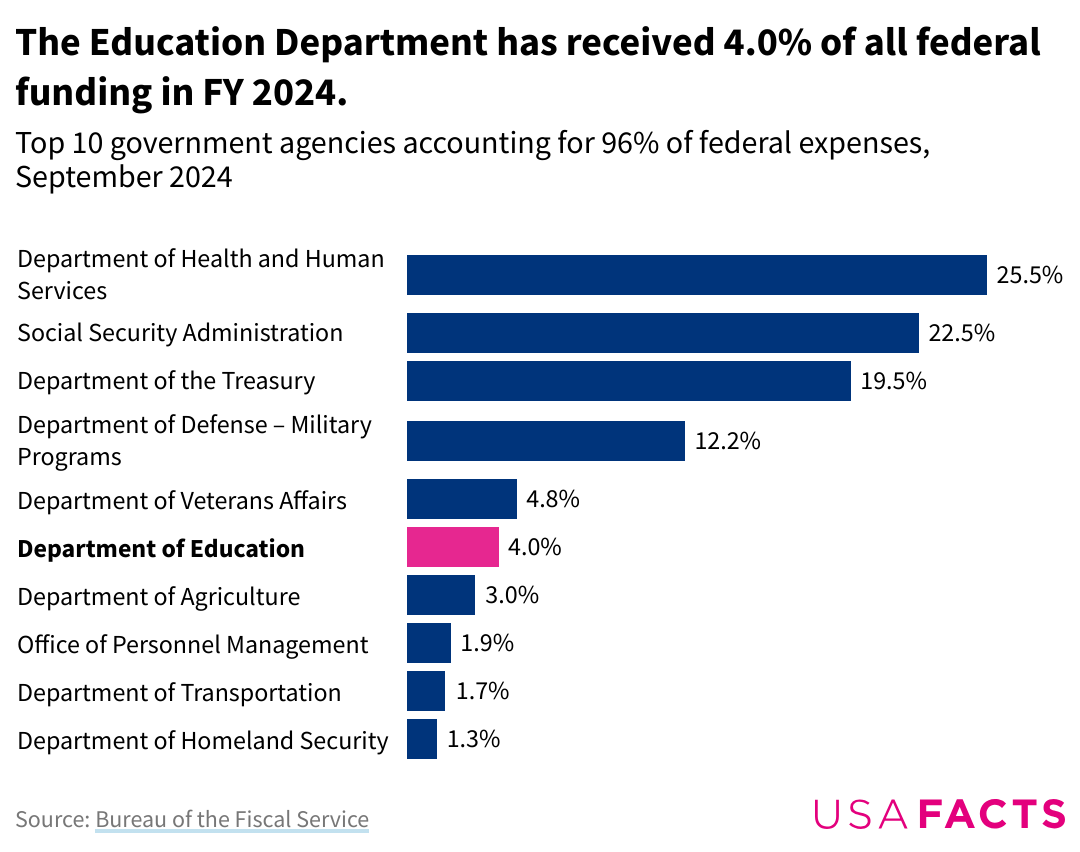 The Education Department has received 4.0% of all federal
funding in FY 2024.
Top 10 government agencies accounting for 96% of federal expenses,
September 2024
Department of Health and Human
Services
25.5%
Social Security Administration
22.5%
Department of the Treasury
19.5%
Department of Defense – Military
Programs
12.2%
Department of Veterans Affairs
4.8%
Department of Education
4.0%
Department of Agriculture
3.0%
Office of Personnel Management
1.9%
Department of Transportation
1.7%
Department of Homeland Security
1.3%
Source: Bureau of the Fiscal Service
USAFACTS